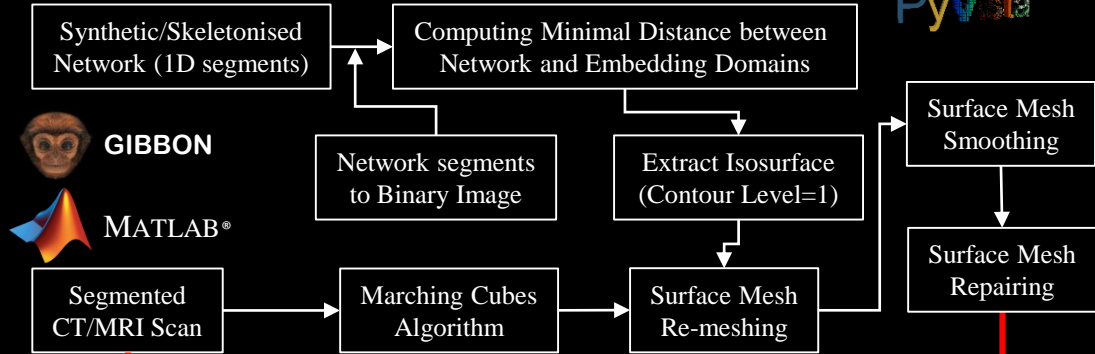 PyVista
Synthetic/Skeletonised
Network (1D segments)
Computing Minimal Distance between
Network and Embedding Domains
Surface Mesh
Smoothing
GIBBON
Network segments
to Binary Image
Extract Isosurface
(Contour Level=1)
MATLAB®
Surface Mesh
Repairing
Segmented
CT/MRI Scan
Marching Cubes
Algorithm
Surface Mesh
Re-meshing